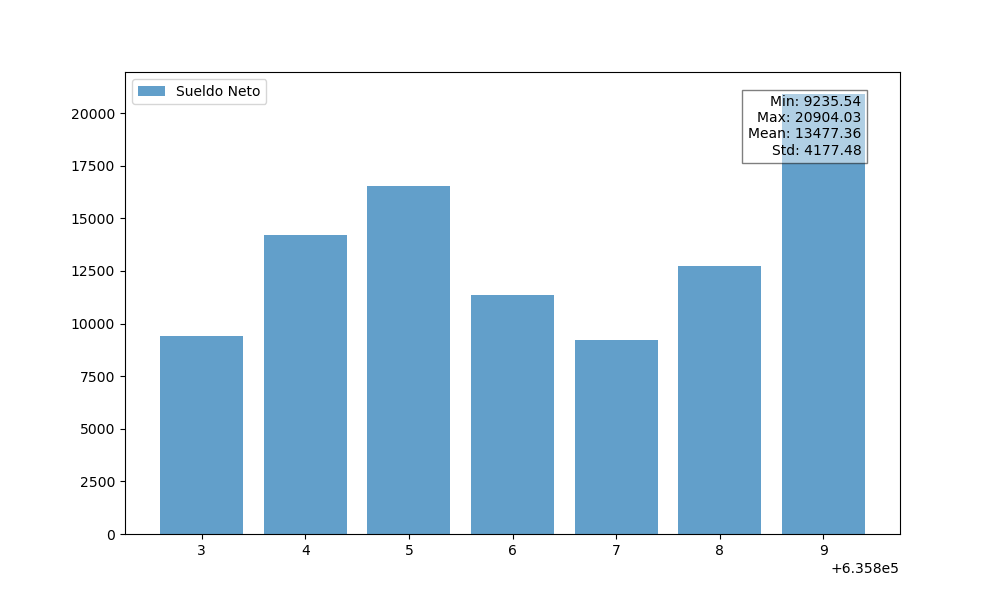 Sueldo Neto
Min: 9235.54
Max: 20904.03
Mean: 13477.36
Std: 4177.48
20000
17500
15000
12500
10000
7500
5000
2500
0
3 4 5 6 7 8 9
+6.358e5